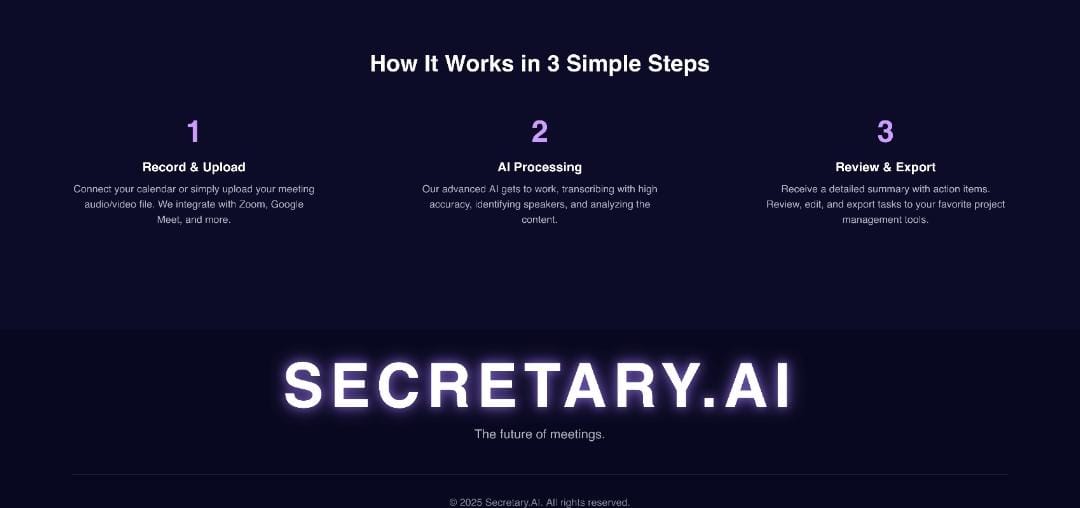 How It Works in 3 Simple Steps
1
Record & Upload
Connect your calendar or simply upload your meeting
audio/video file. We integrate with Zoom, Google
Meet, and more.
2
AI Processing
Our advanced AI gets to work, transcribing with high
accuracy, identifying speakers, and analyzing the
content.
3
Review & Export
Receive a detailed summary with action items.
Review, edit, and export tasks to your favorite project
management tools.
SECRETARY.AI
The future of meetings.
© 2025 Secretary.AI. All rights reserved.